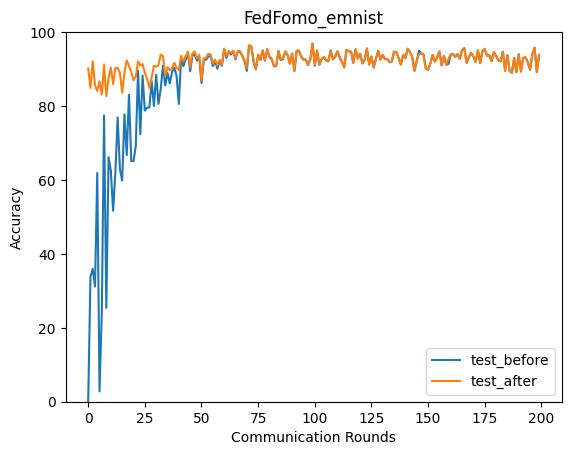 FedFomo_emnist
100
80
60
40
20
0
Accuracy
0 25 50 75 100 125 150 175 200
Communication Rounds
test_before
test_after